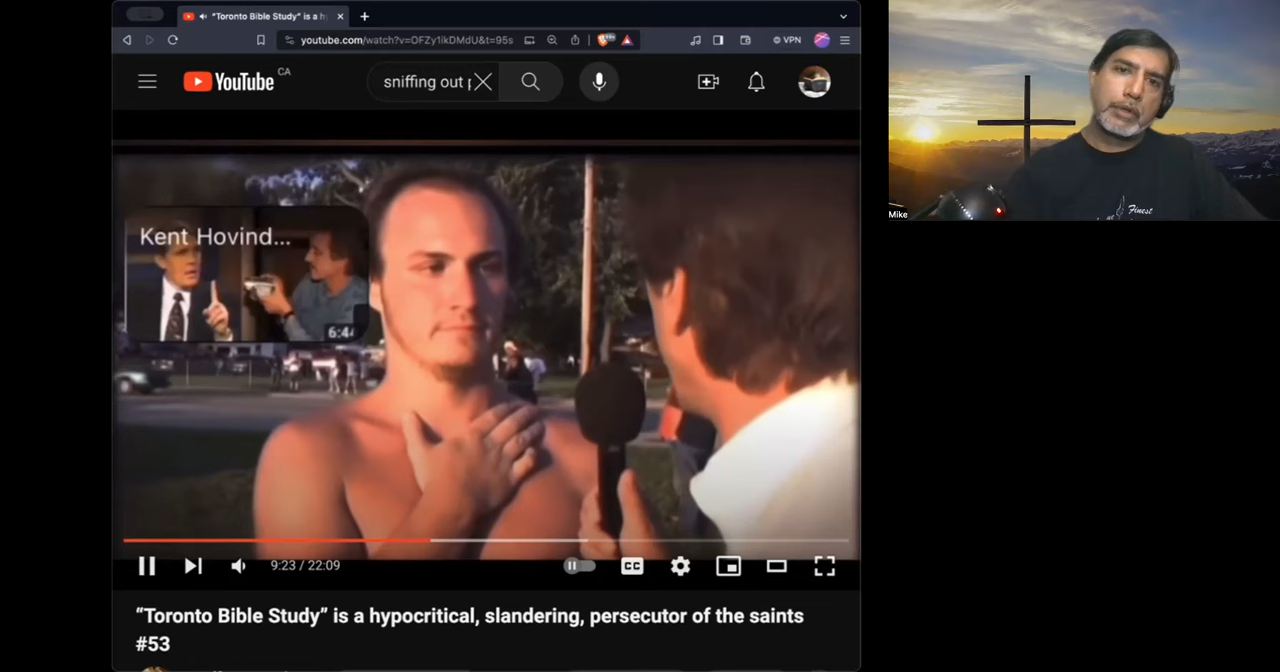 "Toronto Bible Study" is a h
youtube.com/watch?v=OFZy1ikDMdU&t=95s
VPN
YouTube CA
sniffing out
Kent Hovind...
6:44
9:23 / 22:09
CC
“Toronto Bible Study” is a hypocritical, slandering, persecutor of the saints
#53
Mike
Finest